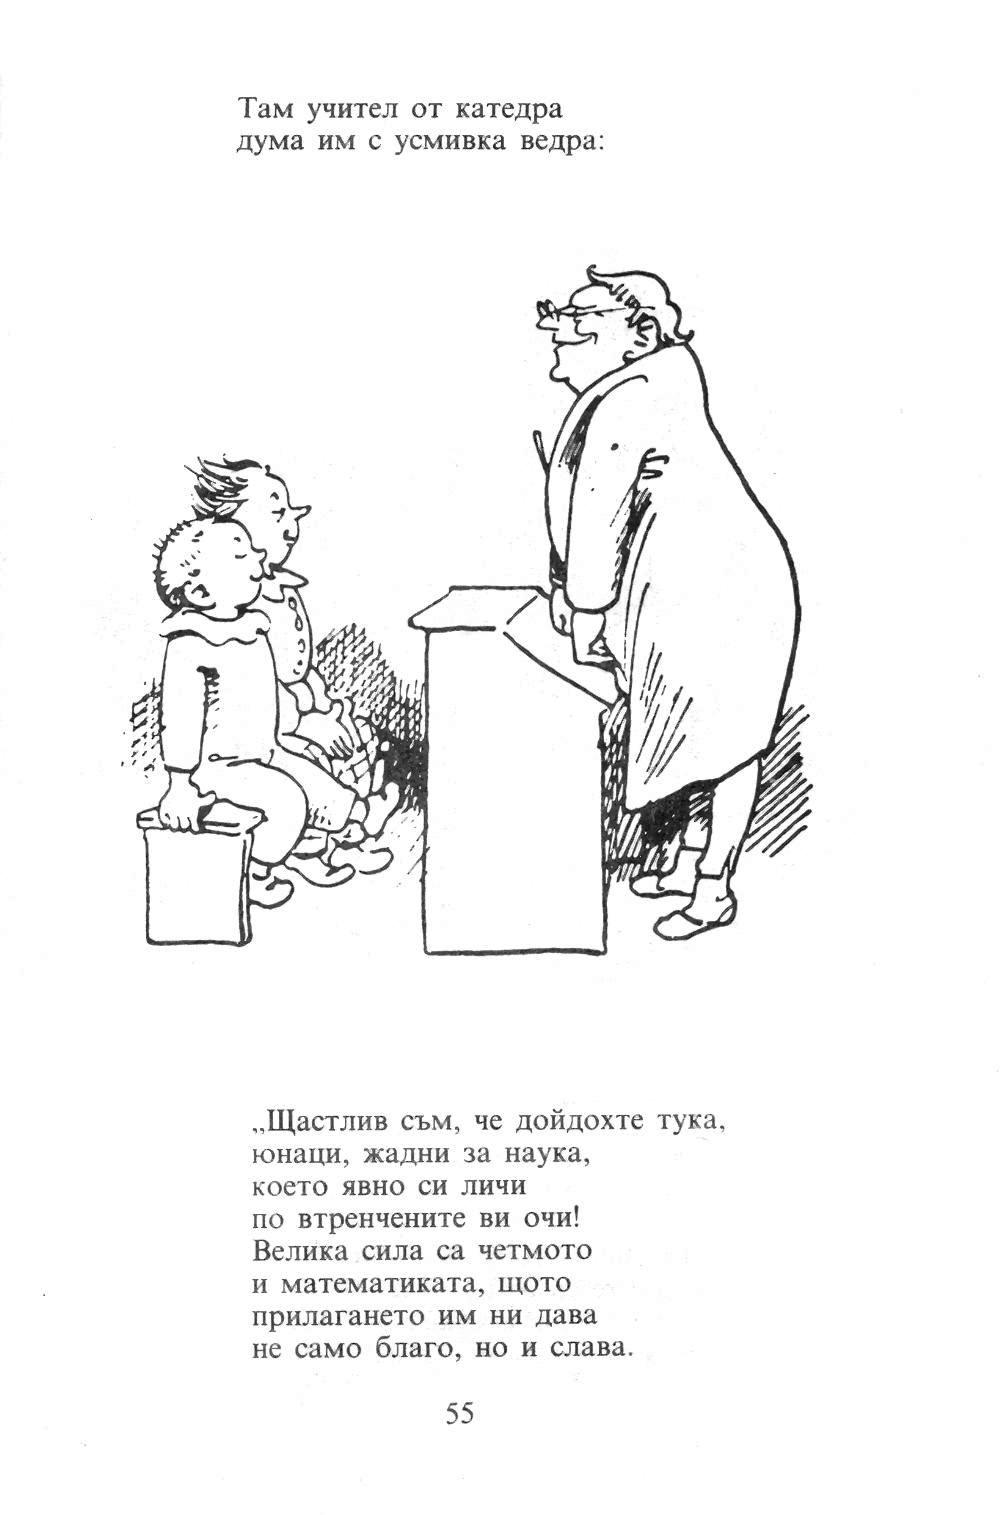 Там учител от катедра
дума им с усмивка ведра:
„Щастлив съм, че дойдохте тука,
юнаци, жадни за наука,
което явно си личи
по втренчените ви очи!
Велика сила са четмото
и математиката, щото
прилагането им ни дава
не само благо, но и слава.
55